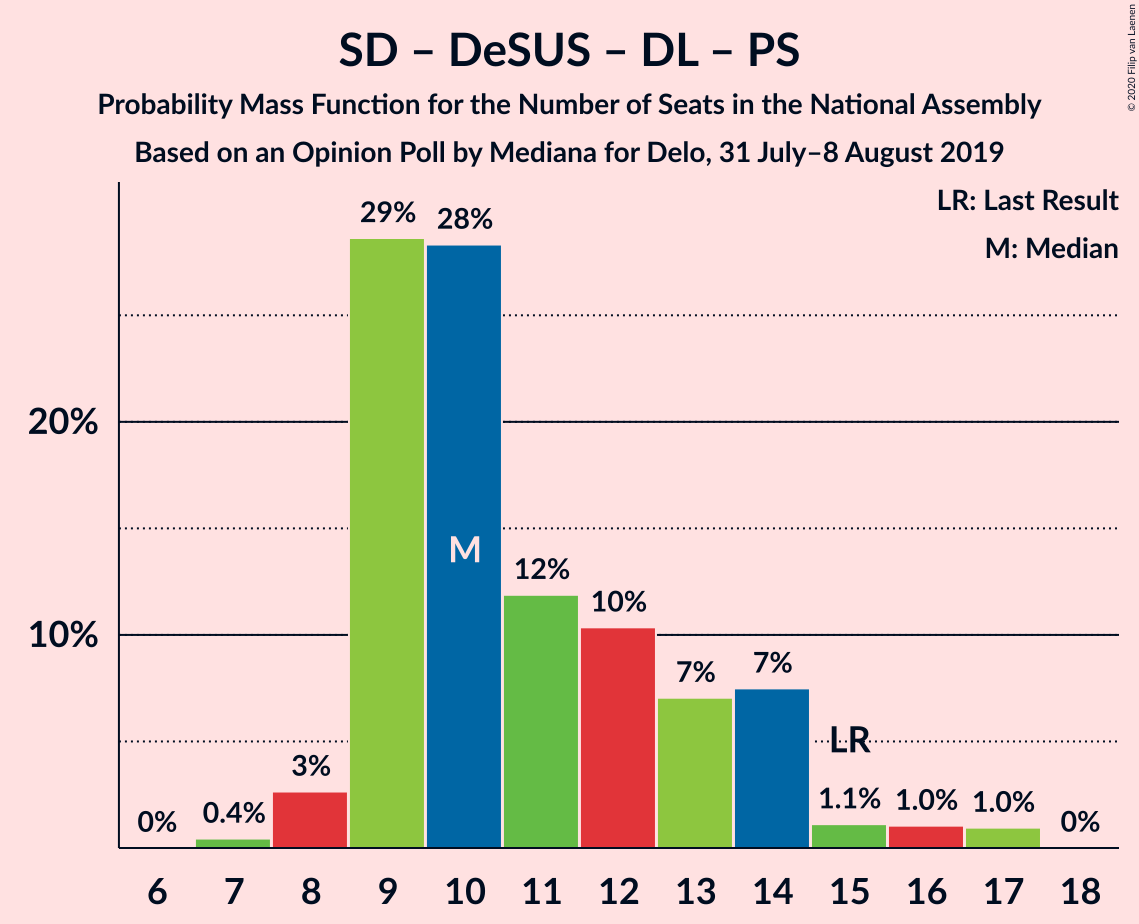 SD – DeSUS – DL – PS
Probability Mass Function for the Number of Seats in the National Assembly
Based on an Opinion Poll by Mediana for Delo, 31 July–8 August 2019
© 2020 Filip van Laenen
LR: Last Result
M: Median
29%
28%
20%
M
12%
10%
10%
7%
7%
LR
3%
0%
0.4%
1.1%
1.0%
1.0%
0%
6 7 8 9 10 11 12 13 14 15 16 17 18